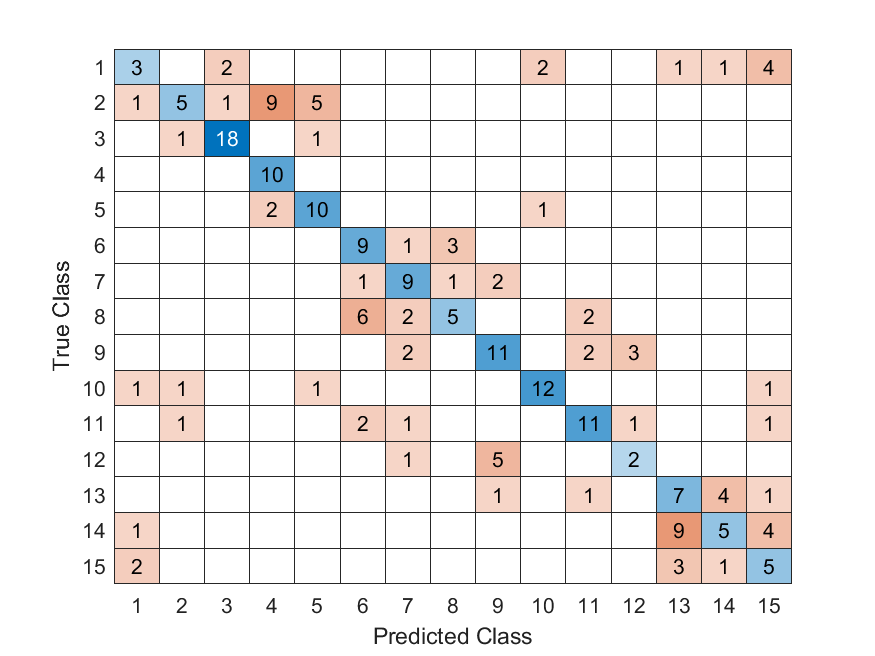 1 3 2 2 1 1 4
2 1 5 1 9 5
3 1 18 1
4 10
5 2 10 1
6 9 1 3
7 1 9 1 2
8 6 2 5 2
9 2 11 2 3
10 1 1 1 12 1
11 1 2 1 11 1 1
12 1 5 2
13 1 1 7 4 1
14 1 9 5 4
15 2 3 1 5
1 2 3 4 5 6 7 8 9 10 11 12 13 14 15
Predicted Class
True Class